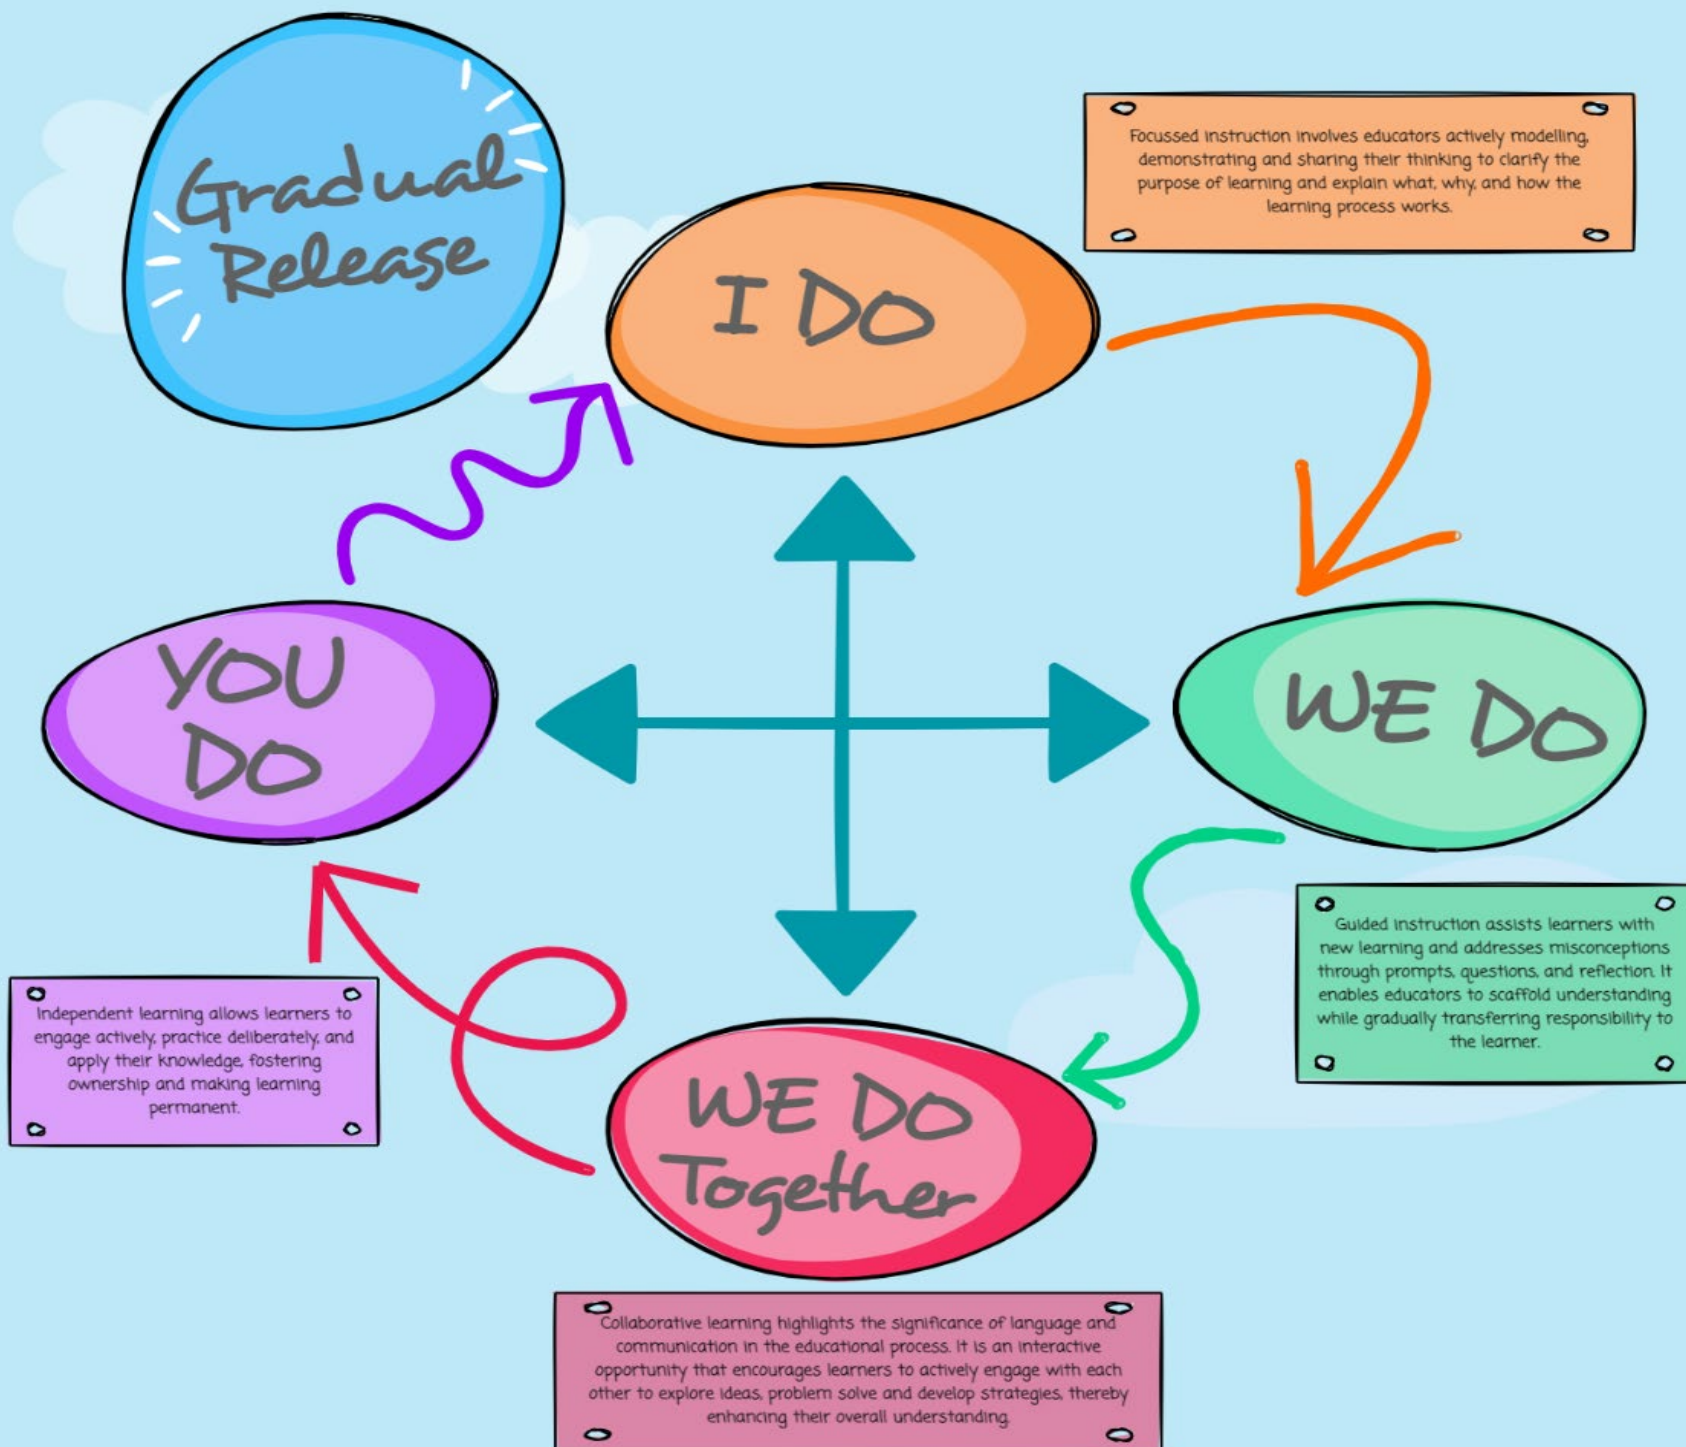 Gradual
Release
I DO
Focussed instruction involves educators actively modelling,
demonstrating and sharing their thinking to clarify the
purpose of learning and explain what, why, and how the
learning process works.
WE DO
Guided instruction assists learners with
new learning and addresses misconceptions
through prompts, questions, and reflection. It
enables educators to scaffold understanding
while gradually transferring responsibility to
the learner.
WE DO
Together
Collaborative learning highlights the significance of language and
communication in the educational process. It is an interactive
opportunity that encourages learners to actively engage with each
other to explore ideas, problem solve and develop strategies, thereby
enhancing their overall understanding.
YOU
DO
Independent learning allows learners to
engage actively, practice deliberately, and
apply their knowledge, fostering
ownership and making learning
permanent.